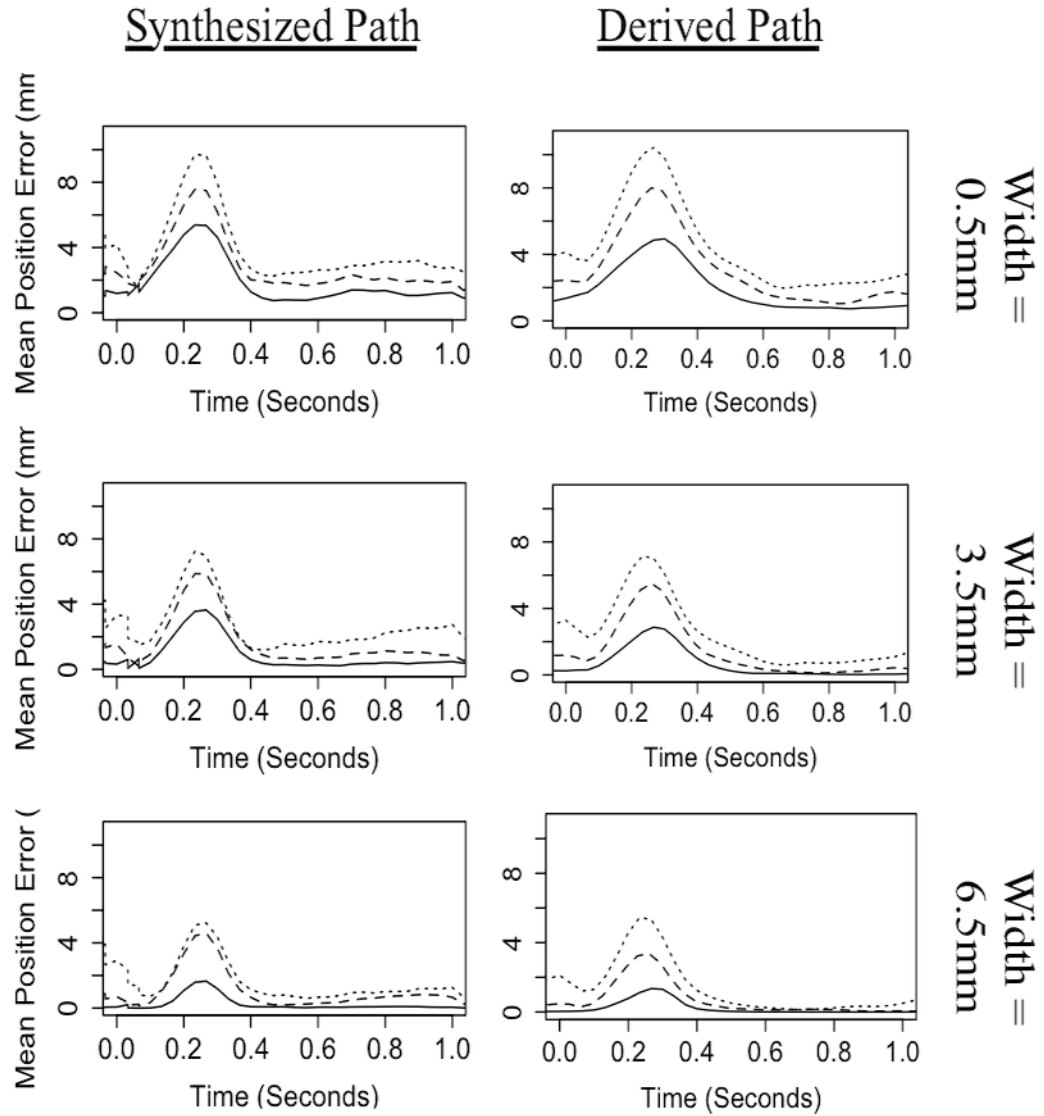 Synthesized Path
Derived Path
Mean Position Error (mm
8
4
0
0.0 0.2 0.4 0.6 0.8 1.0
Time (Seconds)
8
4
0
0.0 0.2 0.4 0.6 0.8 1.0
Time (Seconds)
Width =
0.5mm
Mean Position Error (mm
8
4
0
0.0 0.2 0.4 0.6 0.8 1.0
Time (Seconds)
8
4
0
0.0 0.2 0.4 0.6 0.8 1.0
Time (Seconds)
Width =
3.5mm
Mean Position Error (
8
4
0
0.0 0.2 0.4 0.6 0.8 1.0
Time (Seconds)
8
4
0
0.0 0.2 0.4 0.6 0.8 1.0
Time (Seconds)
Width =
6.5mm